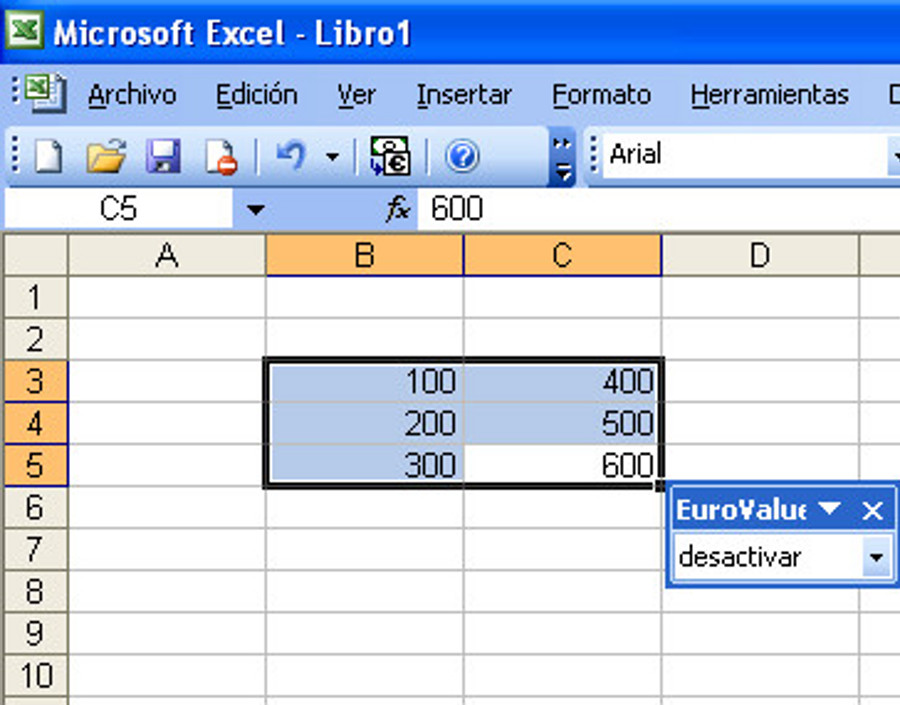 Microsoft Excel - Libro1
Archivo Edición Ver Insertar Formato Herramientas D
Arial
C5 fx 600
A B C D
1
2
3 100 400
4 200 500
5 300 600
6
EuroValue
7
desactivar
8
9
10